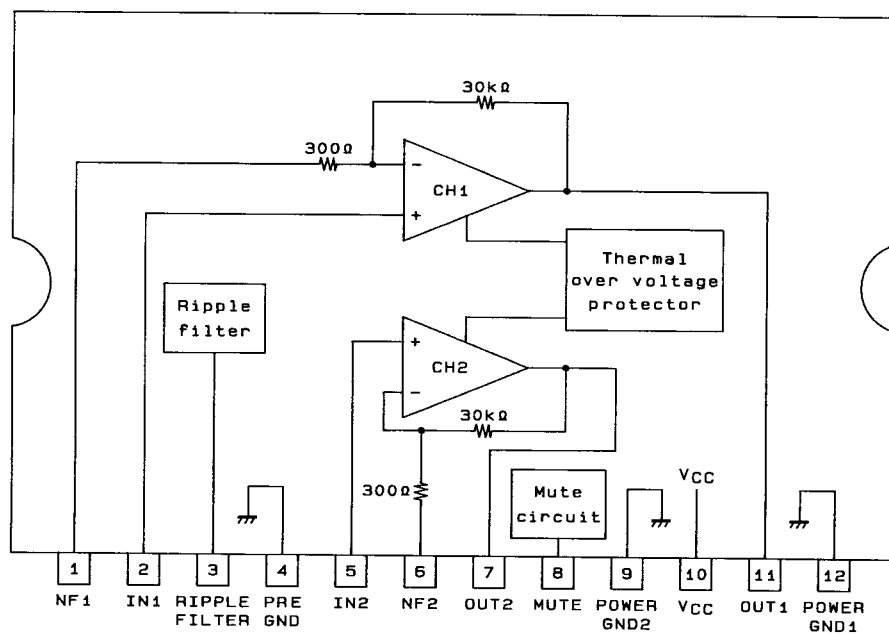 30kΩ
300Ω
−
CH1
+
Thermal
over voltage
protector
Ripple
filter
+
CH2
−
30kΩ
300Ω
Mute
circuit
VCC
1 2 3 4 5 6 7 8 9 10 11 12
NF1 IN1 RIPPLE FILTER PRE GND IN2 NF2 OUT2 MUTE POWER GND2 VCC OUT1 POWER GND1